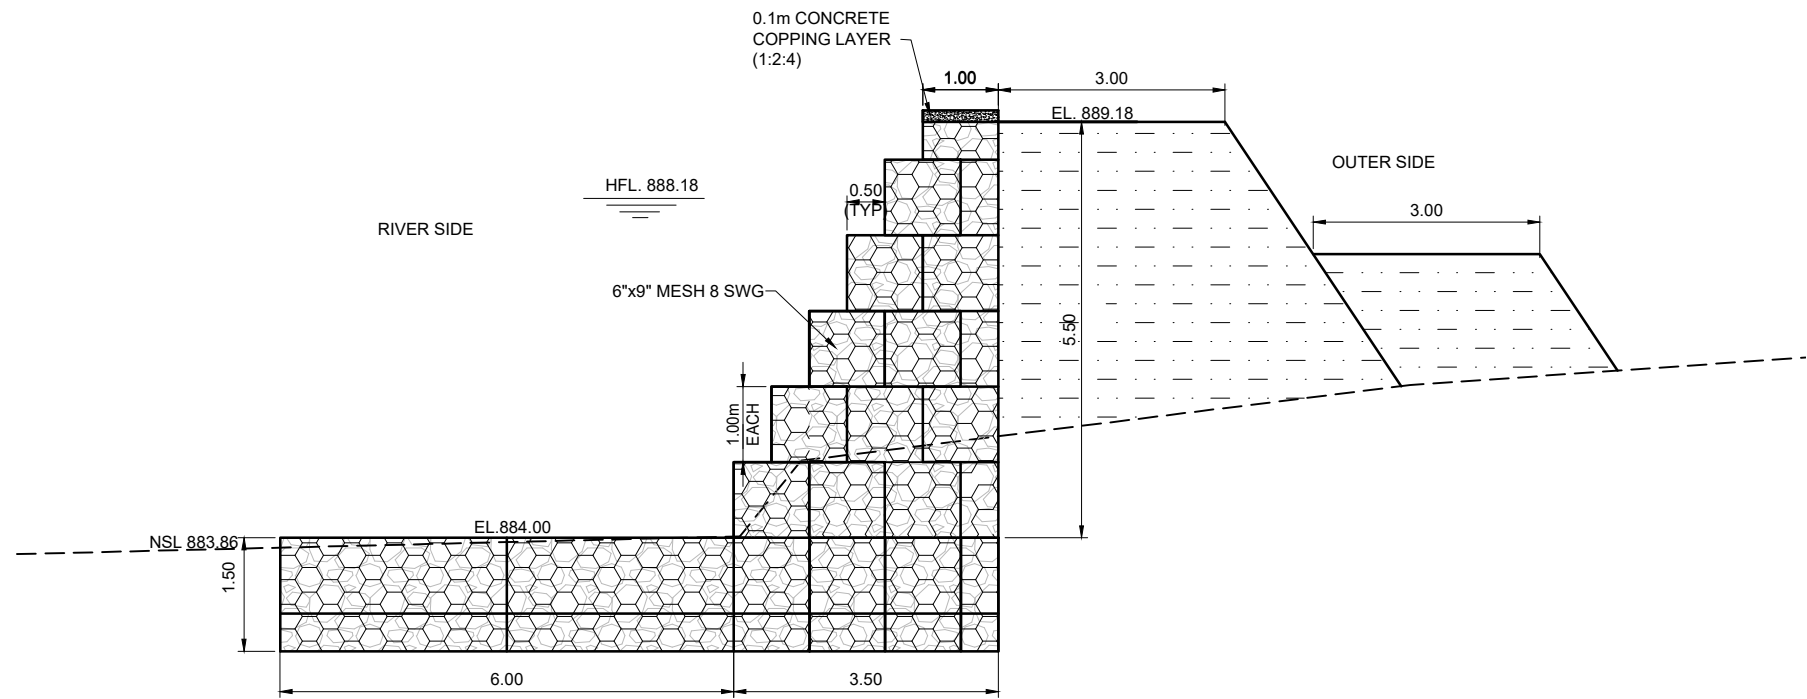 0.1m CONCRETE
COPPING LAYER
(1:2:4)
1.00
3.00
EL. 889.18
OUTER SIDE
HFL. 888.18
0.50
(TYP)
3.00
RIVER SIDE
6"x9" MESH 8 SWG
5.50
1.00m
EACH
EL.884.00
NSL 883.86
1.50
6.00
3.50